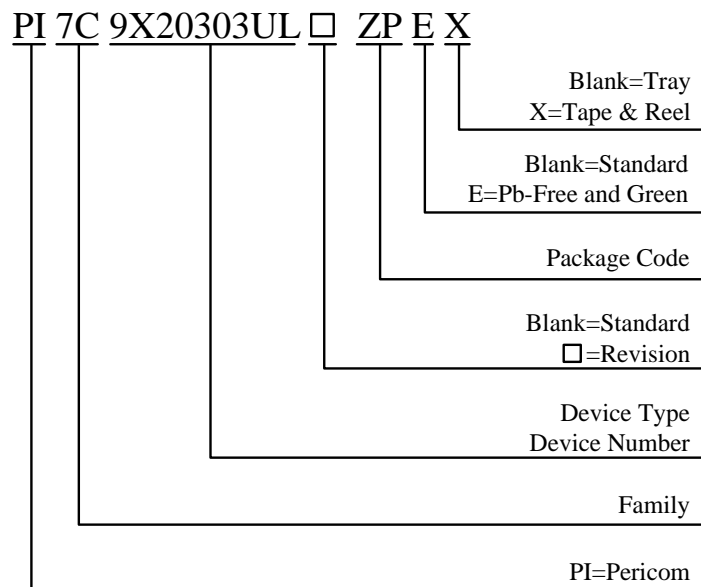 PI 7C 9X20303UL □ ZP E X
Blank=Tray
X=Tape & Reel
Blank=Standard
E=Pb-Free and Green
Package Code
Blank=Standard
□=Revision
Device Type
Device Number
Family
PI=Pericom